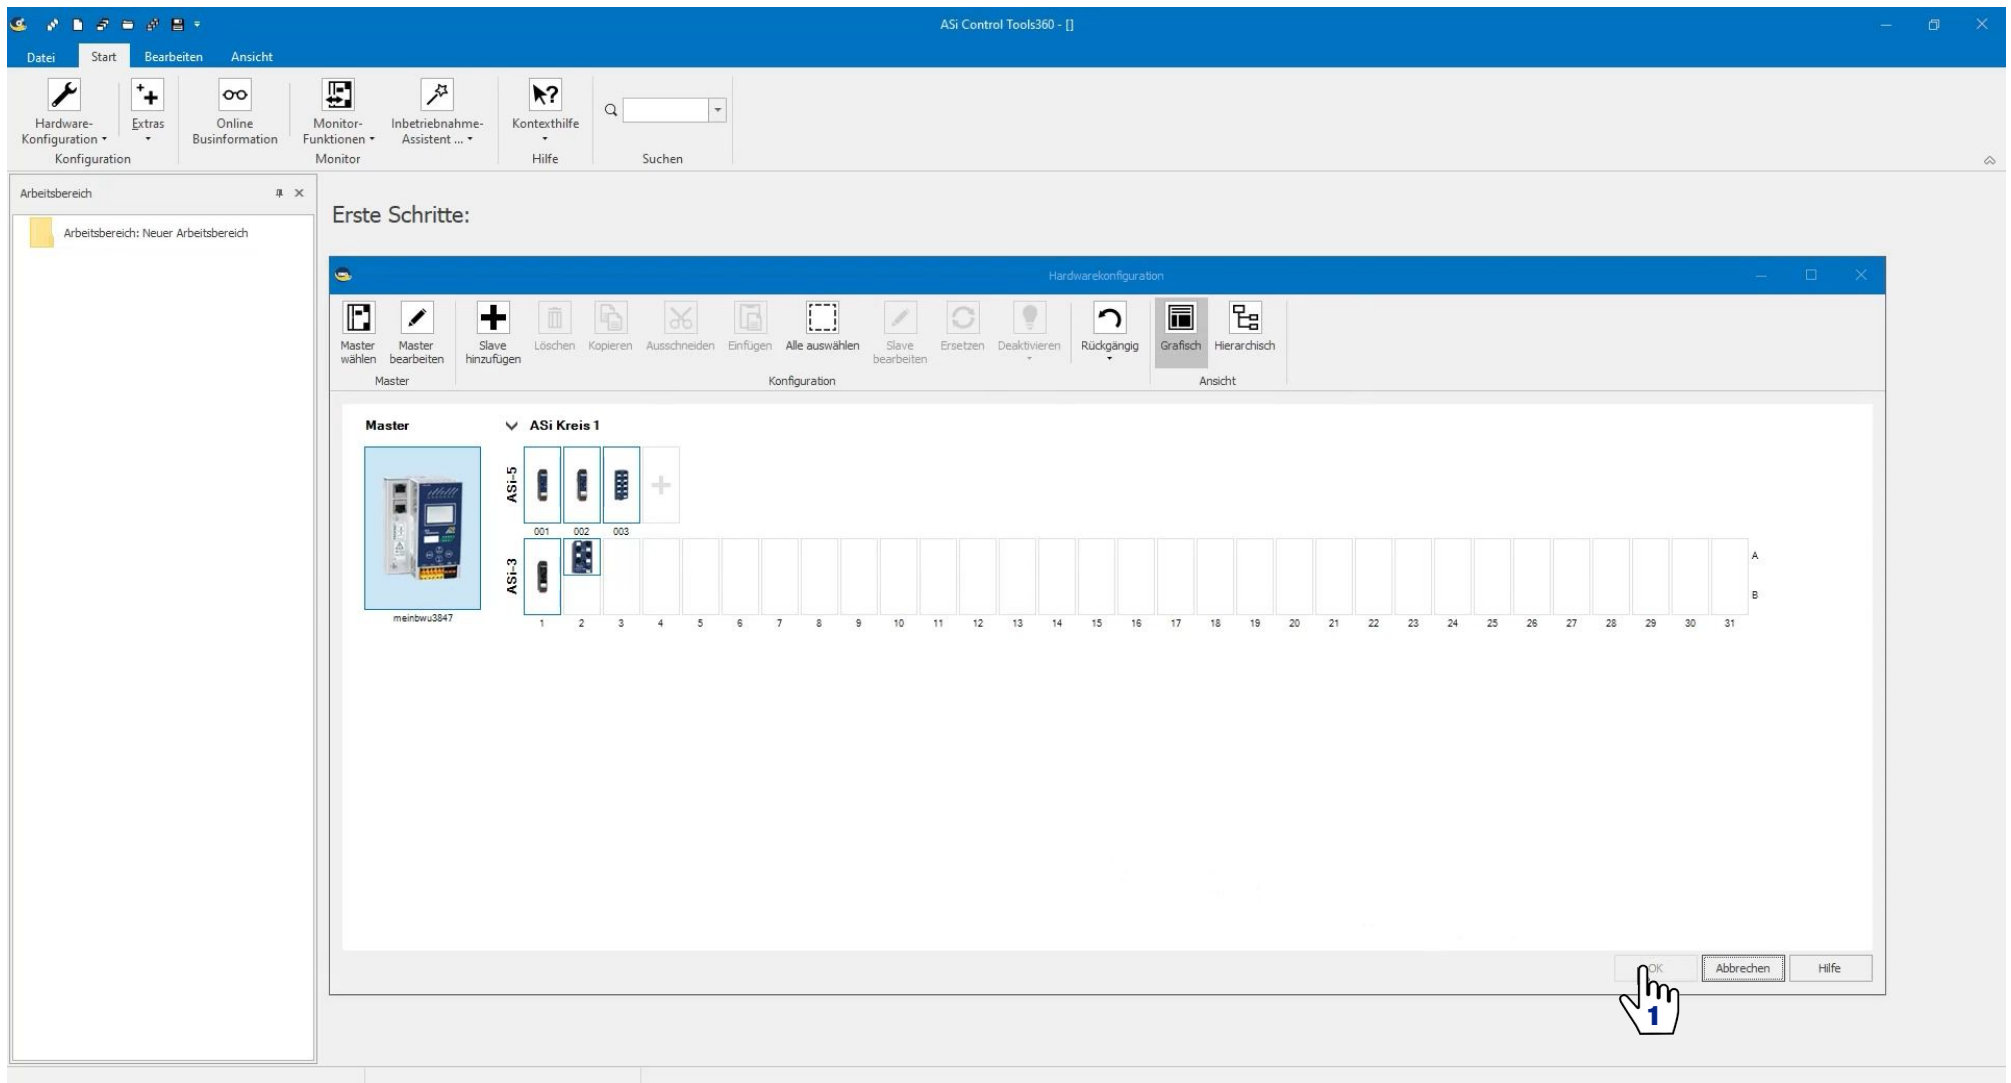 ASi Control Tools360 - []
Datei Start Bearbeiten Ansicht
Hardware-
Konfiguration
Extras
Online
Businformation
Monitor-
Funktionen
Inbetriebnahme-
Assistent ...
Kontexthilfe
Konfiguration
Monitor
Hilfe
Suchen
Arbeitsbereich
Arbeitsbereich: Neuer Arbeitsbereich
Erste Schritte:
Hardwarekonfiguration
Master
wählen
Master
bearbeiten
Slave
hinzufügen
Löschen
Kopieren
Ausschneiden
Einfügen
Alle auswählen
Slave
bearbeiten
Ersetzen
Deaktivieren
Rückgängig
Grafisch
Hierarchisch
Master
Konfiguration
Ansicht
Master
ASi Kreis 1
ASi-5
001 002 003
ASi-3
A
B
meinbwu3847
1 2 3 4 5 6 7 8 9 10 11 12 13 14 15 16 17 18 19 20 21 22 23 24 25 26 27 28 29 30 31
OK
Abbrechen
Hilfe
1